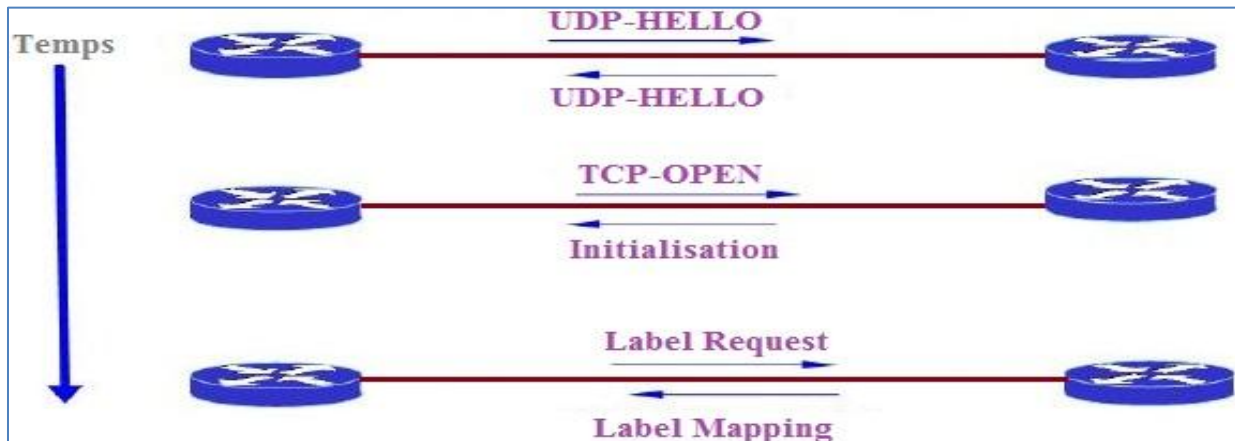 UDP-HELLO
Temps
UDP-HELLO
TCP-OPEN
Initialisation
Label Request
Label Mapping